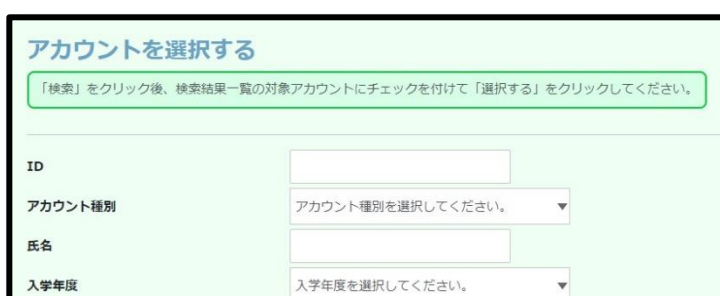 アカウントを選択する
「検索」をクリック後、検索結果一覧の対象アカウントにチェックを付けて「選択する」をクリックしてください。
ID
アカウント種別 アカウント種別を選択してください。
氏名
入学年度 入学年度を選択してください。